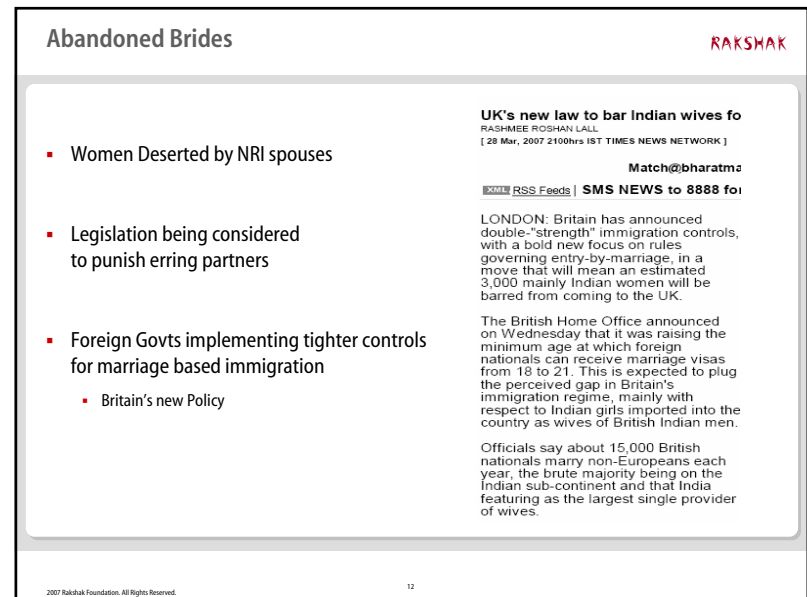 Abandoned Brides
RAKSHAK
▪ Women Deserted by NRI spouses
▪ Legislation being considered
to punish erring partners
▪ Foreign Govts implementing tighter controls
for marriage based immigration
▪ Britain's new Policy
UK's new law to bar Indian wives fo
RASHMEE ROSHAN LALL
[ 28 Mar, 2007 2100hrs IST TIMES NEWS NETWORK ]
Match@bharatma
XML RSS Feeds | SMS NEWS to 8888 for
LONDON: Britain has announced
double-"strength" immigration controls,
with a bold new focus on rules
governing entry-by-marriage, in a
move that will mean an estimated
3,000 mainly Indian women will be
barred from coming to the UK.
The British Home Office announced
on Wednesday that it was raising the
minimum age at which foreign
nationals can receive marriage visas
from 18 to 21. This is expected to plug
the perceived gap in Britain's
immigration regime, mainly with
respect to Indian girls imported into the
country as wives of British Indian men.
Officials say about 15,000 British
nationals marry non-Europeans each
year, the brute majority being on the
Indian sub-continent and that India
featuring as the largest single provider
of wives.
2007 Rakshak Foundation. All Rights Reserved.
12